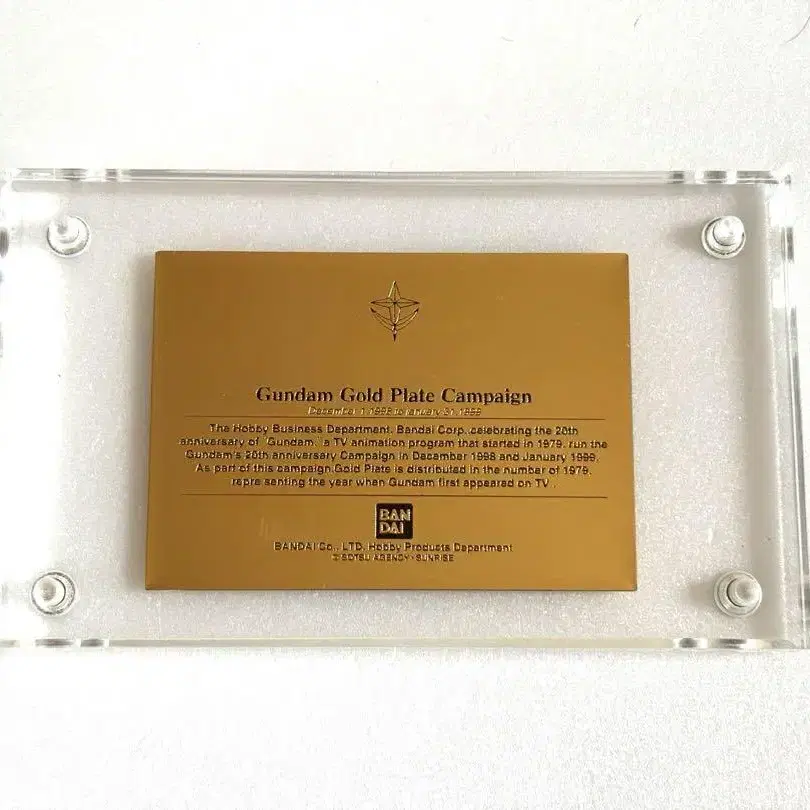 Gundam Gold Plate Campaign
December 1, 1998 to January 31, 1999
The Hobby Business Department, Bandai Corp.,celebrating the 20th
anniversary of "Gundam," a TV animation program that started in 1979, run the
Gundam's 20th anniversary Campaign in December 1998 and January 1999.
As part of this campaign,Gold Plate is distributed in the number of 1979,
repre senting the year when Gundam first appeared on TV .
BAN
DAI
BANDAI Co., LTD. Hobby Products Department
© SOTSU AGENCY・SUNRISE